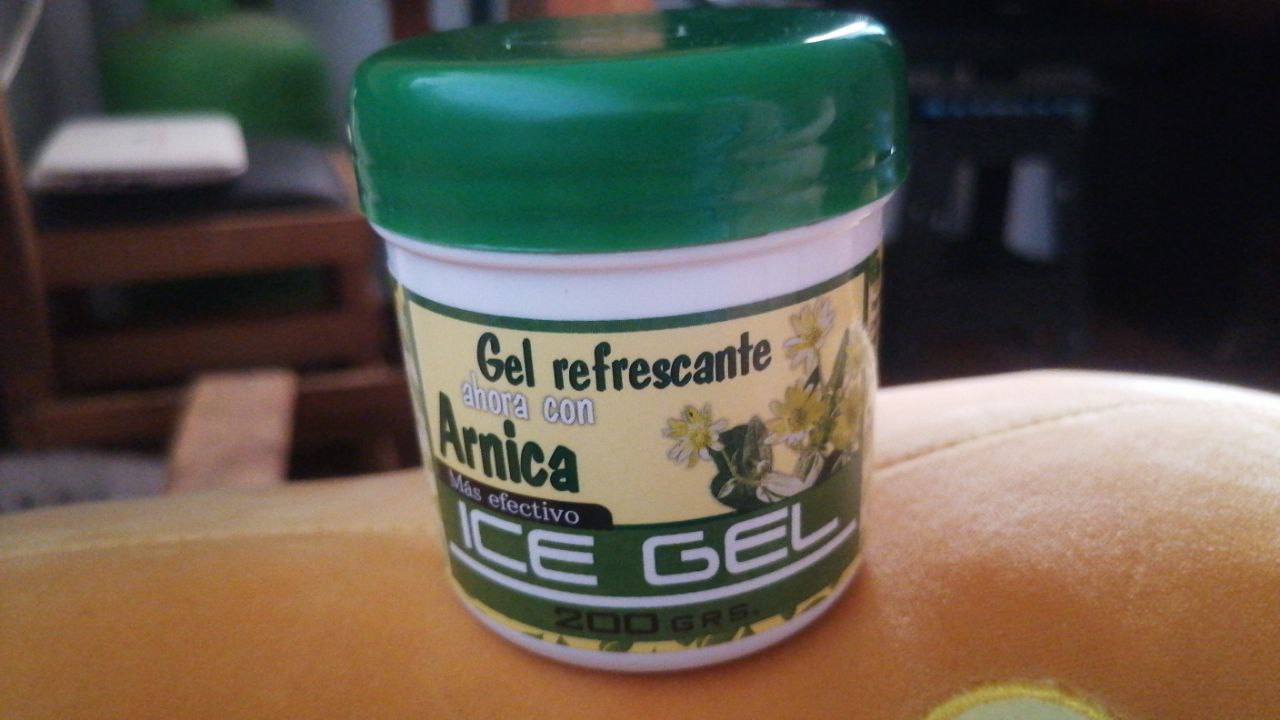 Gel refrescante
ahora con
Arnica
Más efectivo
ICE GEL
200 GRS.